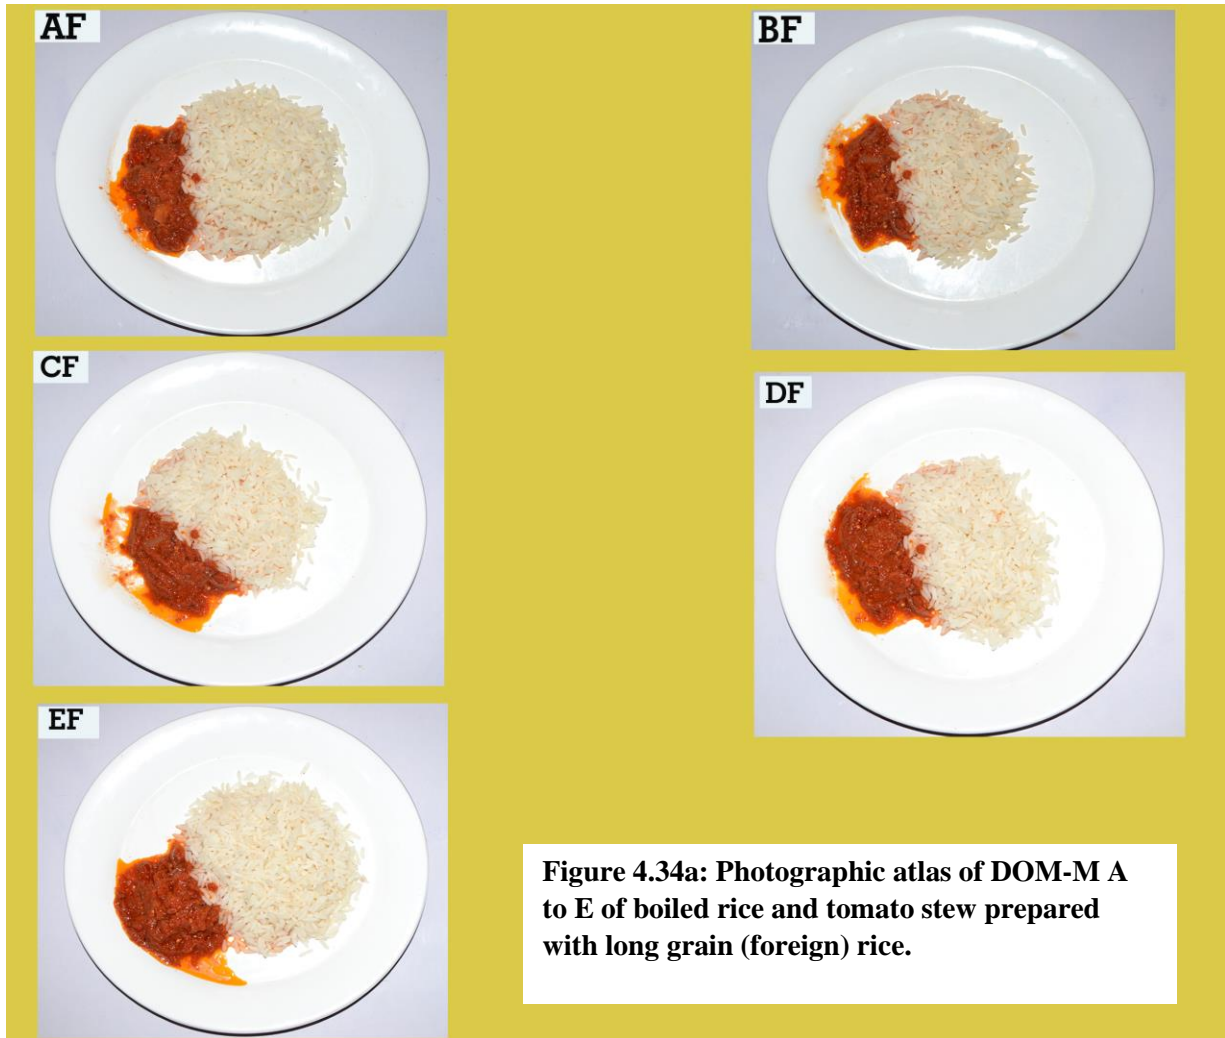 AF
BF
CF
DF
EF
Figure 4.34a: Photographic atlas of DOM-M A
to E of boiled rice and tomato stew prepared
with long grain (foreign) rice.